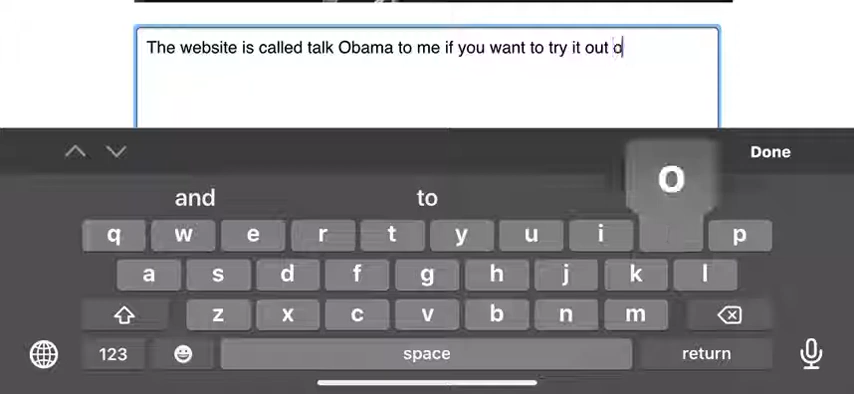 The website is called talk Obama to me if you want to try it out o
Done
O
and to
q w e r t y u i p
a s d f g h j k l
z x c v b n m
123 space return